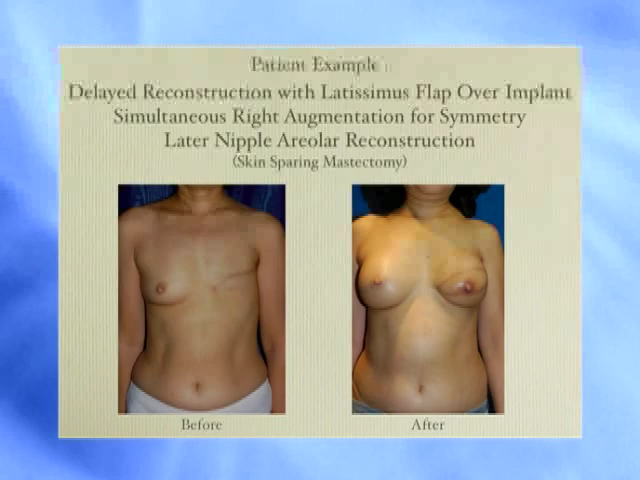 Patient Example
Delayed Reconstruction with Latissimus Flap Over Implant
Simultaneous Right Augmentation for Symmetry
Later Nipple Areolar Reconstruction
(Skin Sparing Mastectomy)
Before
After